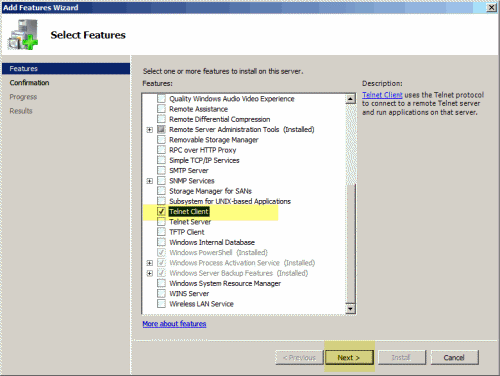 Add Features Wizard
Select Features
Features
Confirmation
Progress
Results
Select one or more features to install on this server.
Features:
Quality Windows Audio Video Experience
Remote Assistance
Remote Differential Compression
Remote Server Administration Tools (Installed)
Removable Storage Manager
RPC over HTTP Proxy
Simple TCP/IP Services
SMTP Server
SNMP Services
Storage Manager for SANs
Subsystem for UNIX-based Applications
Telnet Client
Telnet Server
TFTP Client
Windows Internal Database
Windows PowerShell (Installed)
Windows Process Activation Service (Installed)
Windows Server Backup Features (Installed)
Windows System Resource Manager
WINS Server
Wireless LAN Service
More about features
Description:
Telnet Client uses the Telnet protocol
to connect to a remote Telnet server
and run applications on that server.
< Previous
Next >
Install
Cancel